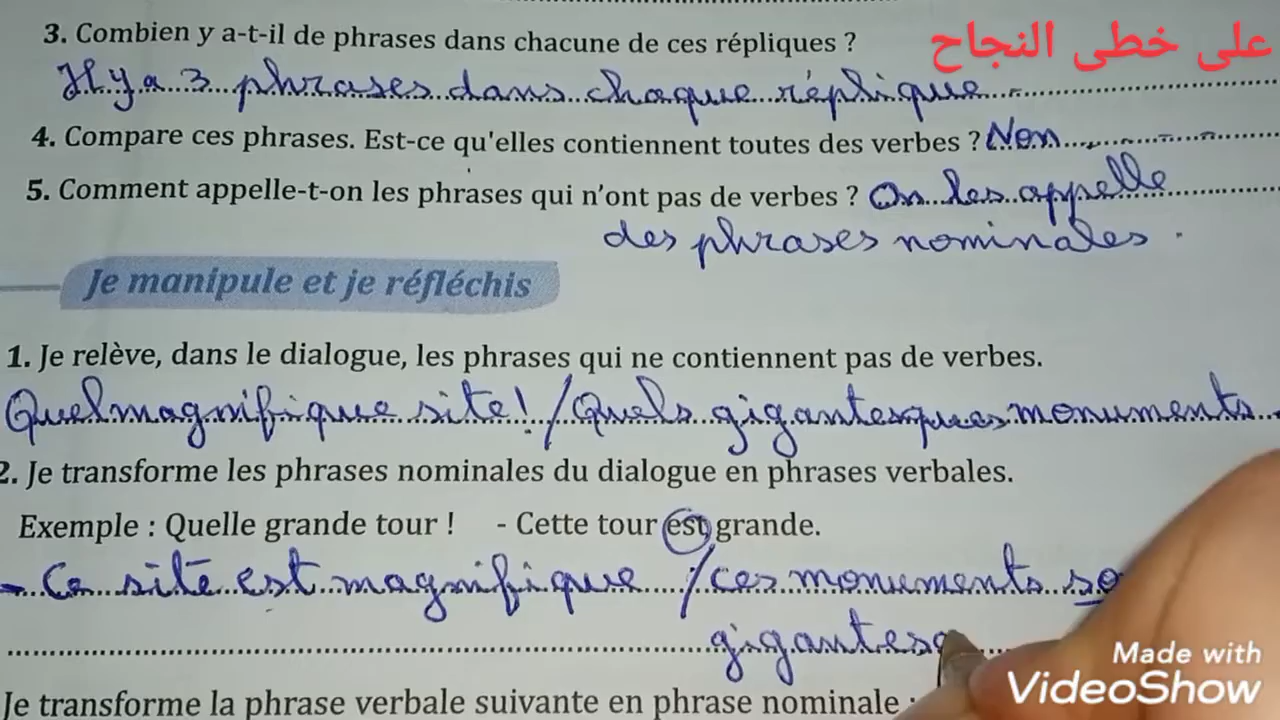 على خطى النجاح
3. Combien y a-t-il de phrases dans chacune de ces répliques ?
Il y a 3 phrases dans chaque réplique
4. Compare ces phrases. Est-ce qu'elles contiennent toutes des verbes ? Non
5. Comment appelle-t-on les phrases qui n'ont pas de verbes ? On les appelle
des phrases nominales.
Je manipule et je réfléchis
1. Je relève, dans le dialogue, les phrases qui ne contiennent pas de verbes.
Quel magnifique site! / Quels gigantesques monuments
2. Je transforme les phrases nominales du dialogue en phrases verbales.
Exemple : Quelle grande tour ! - Cette tour est grande.
- Ce site est magnifique / ces monuments so
gigantesq
Je transforme la phrase verbale suivante en phrase nominale :
Made with
VideoShow